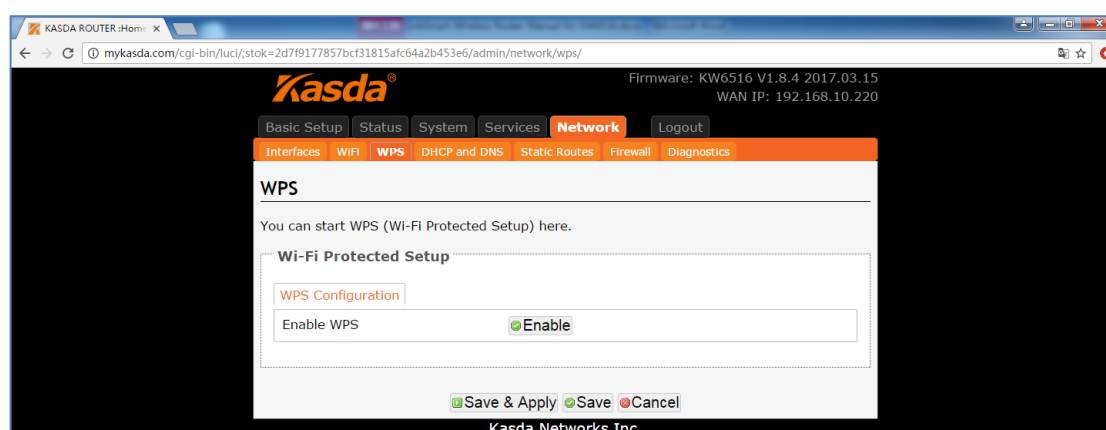 KASDA ROUTER :Home
mykasda.com/cgi-bin/luci/;stok=2d7f9177857bcf31815afc64a2b453e6/admin/network/wps/
Kasda®
Firmware: KW6516 V1.8.4 2017.03.15
WAN IP: 192.168.10.220
Basic Setup Status System Services Network Logout
Interfaces WiFi WPS DHCP and DNS Static Routes Firewall Diagnostics
WPS
You can start WPS (Wi-Fi Protected Setup) here.
Wi-Fi Protected Setup
WPS Configuration
Enable WPS Enable
Save & Apply Save Cancel
Kasda Networks Inc